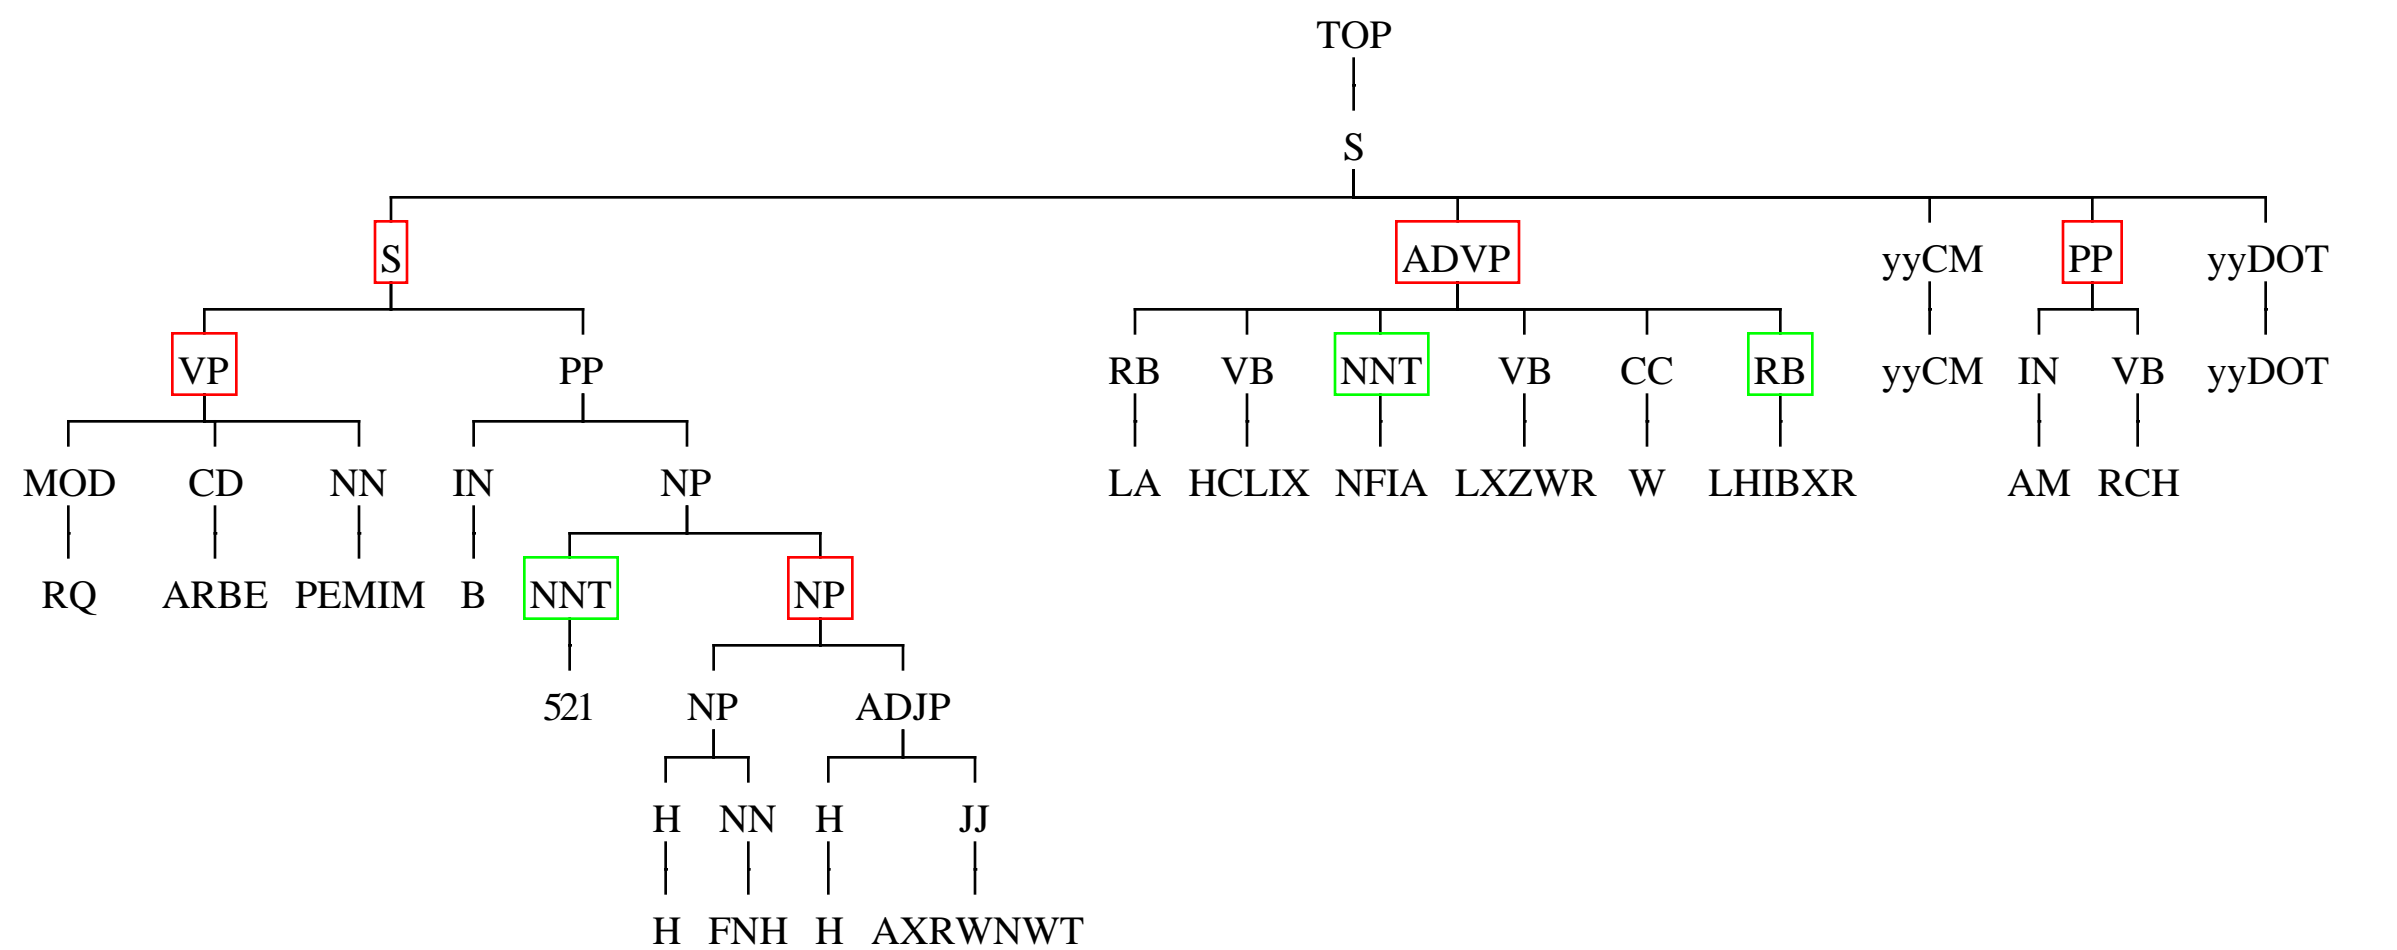 TOP
S
S ADVP yyCM PP yyDOT
VP PP RB VB NNT VB CC RB yyCM IN VB yyDOT
MOD CD NN IN NP LA HCLIX NFIA LXZWR W LHIBXR AM RCH
RQ ARBE PEMIM B NNT NP
521 NP ADJP
H NN H JJ
H FNH H AXRWNWT